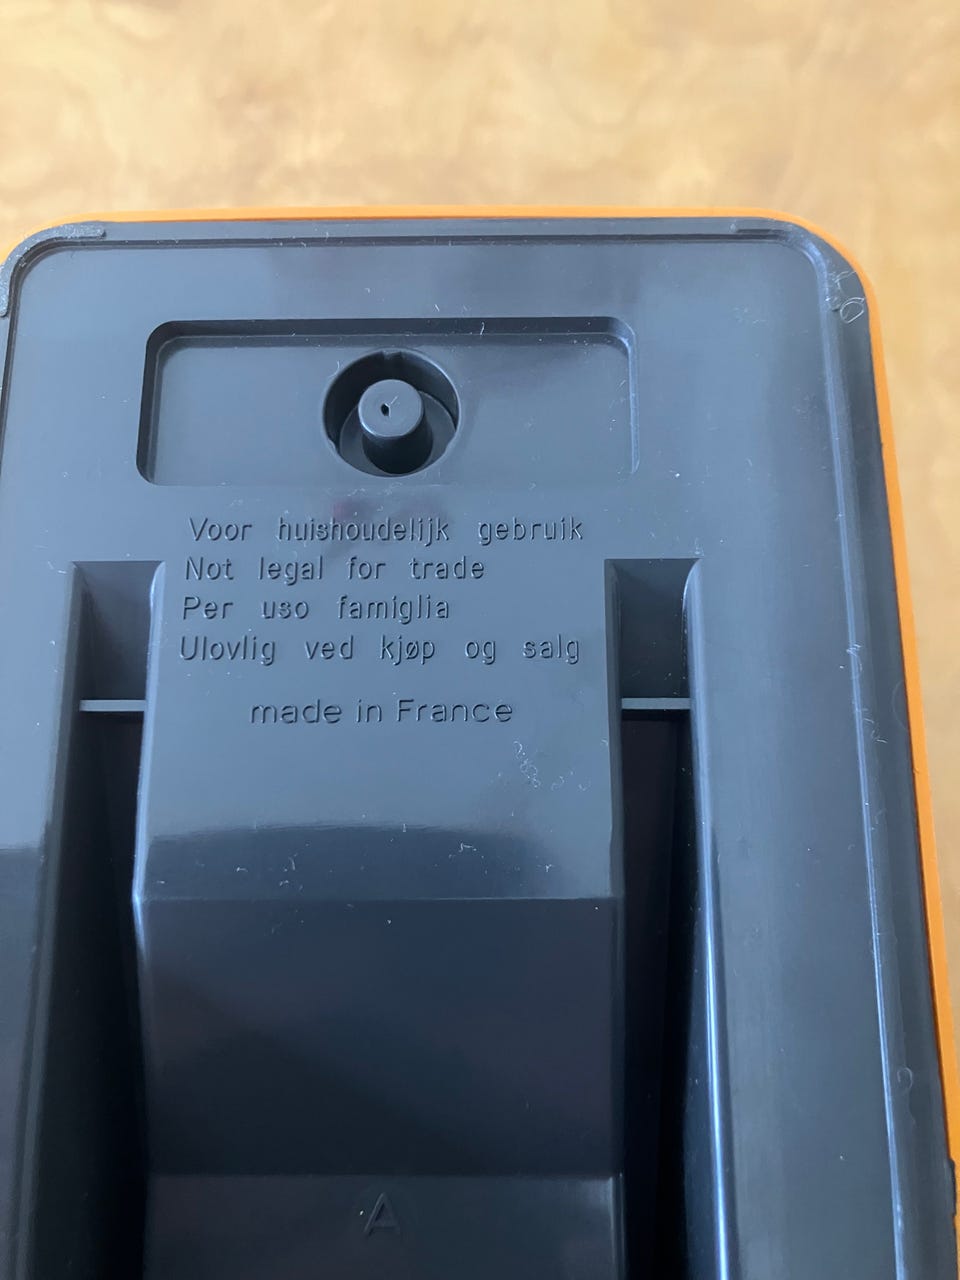 Voor huishoudelijk gebruik
Not legal for trade
Per uso famiglia
Ulovlig ved kjøp og salg
made in France
A